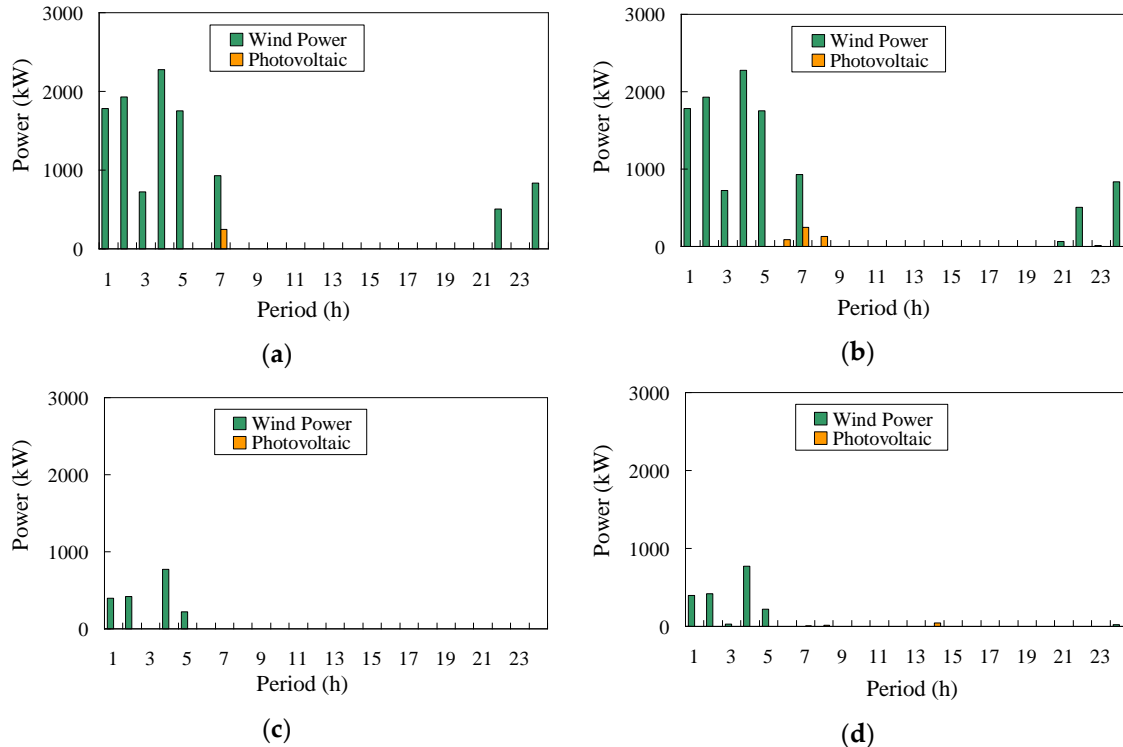 3000
2000
1000
0
Power (kW)
Wind Power
Photovoltaic
1 3 5 7 9 11 13 15 17 19 21 23
Period (h)
(a)
3000
2000
1000
0
Power (kW)
Wind Power
Photovoltaic
1 3 5 7 9 11 13 15 17 19 21 23
Period (h)
(b)
3000
2000
1000
0
Power (kW)
Wind Power
Photovoltaic
1 3 5 7 9 11 13 15 17 19 21 23
Period (h)
(c)
3000
2000
1000
0
Power (kW)
Wind Power
Photovoltaic
1 3 5 7 9 11 13 15 17 19 21 23
Period (h)
(d)